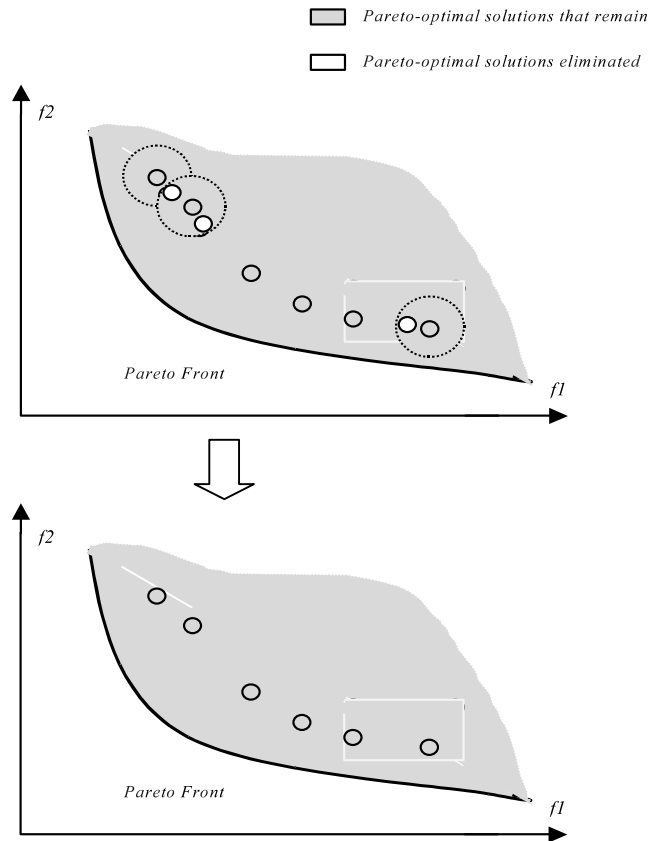 Pareto-optimal solutions that remain
Pareto-optimal solutions eliminated
f2
Pareto Front
f1
f2
Pareto Front
f1